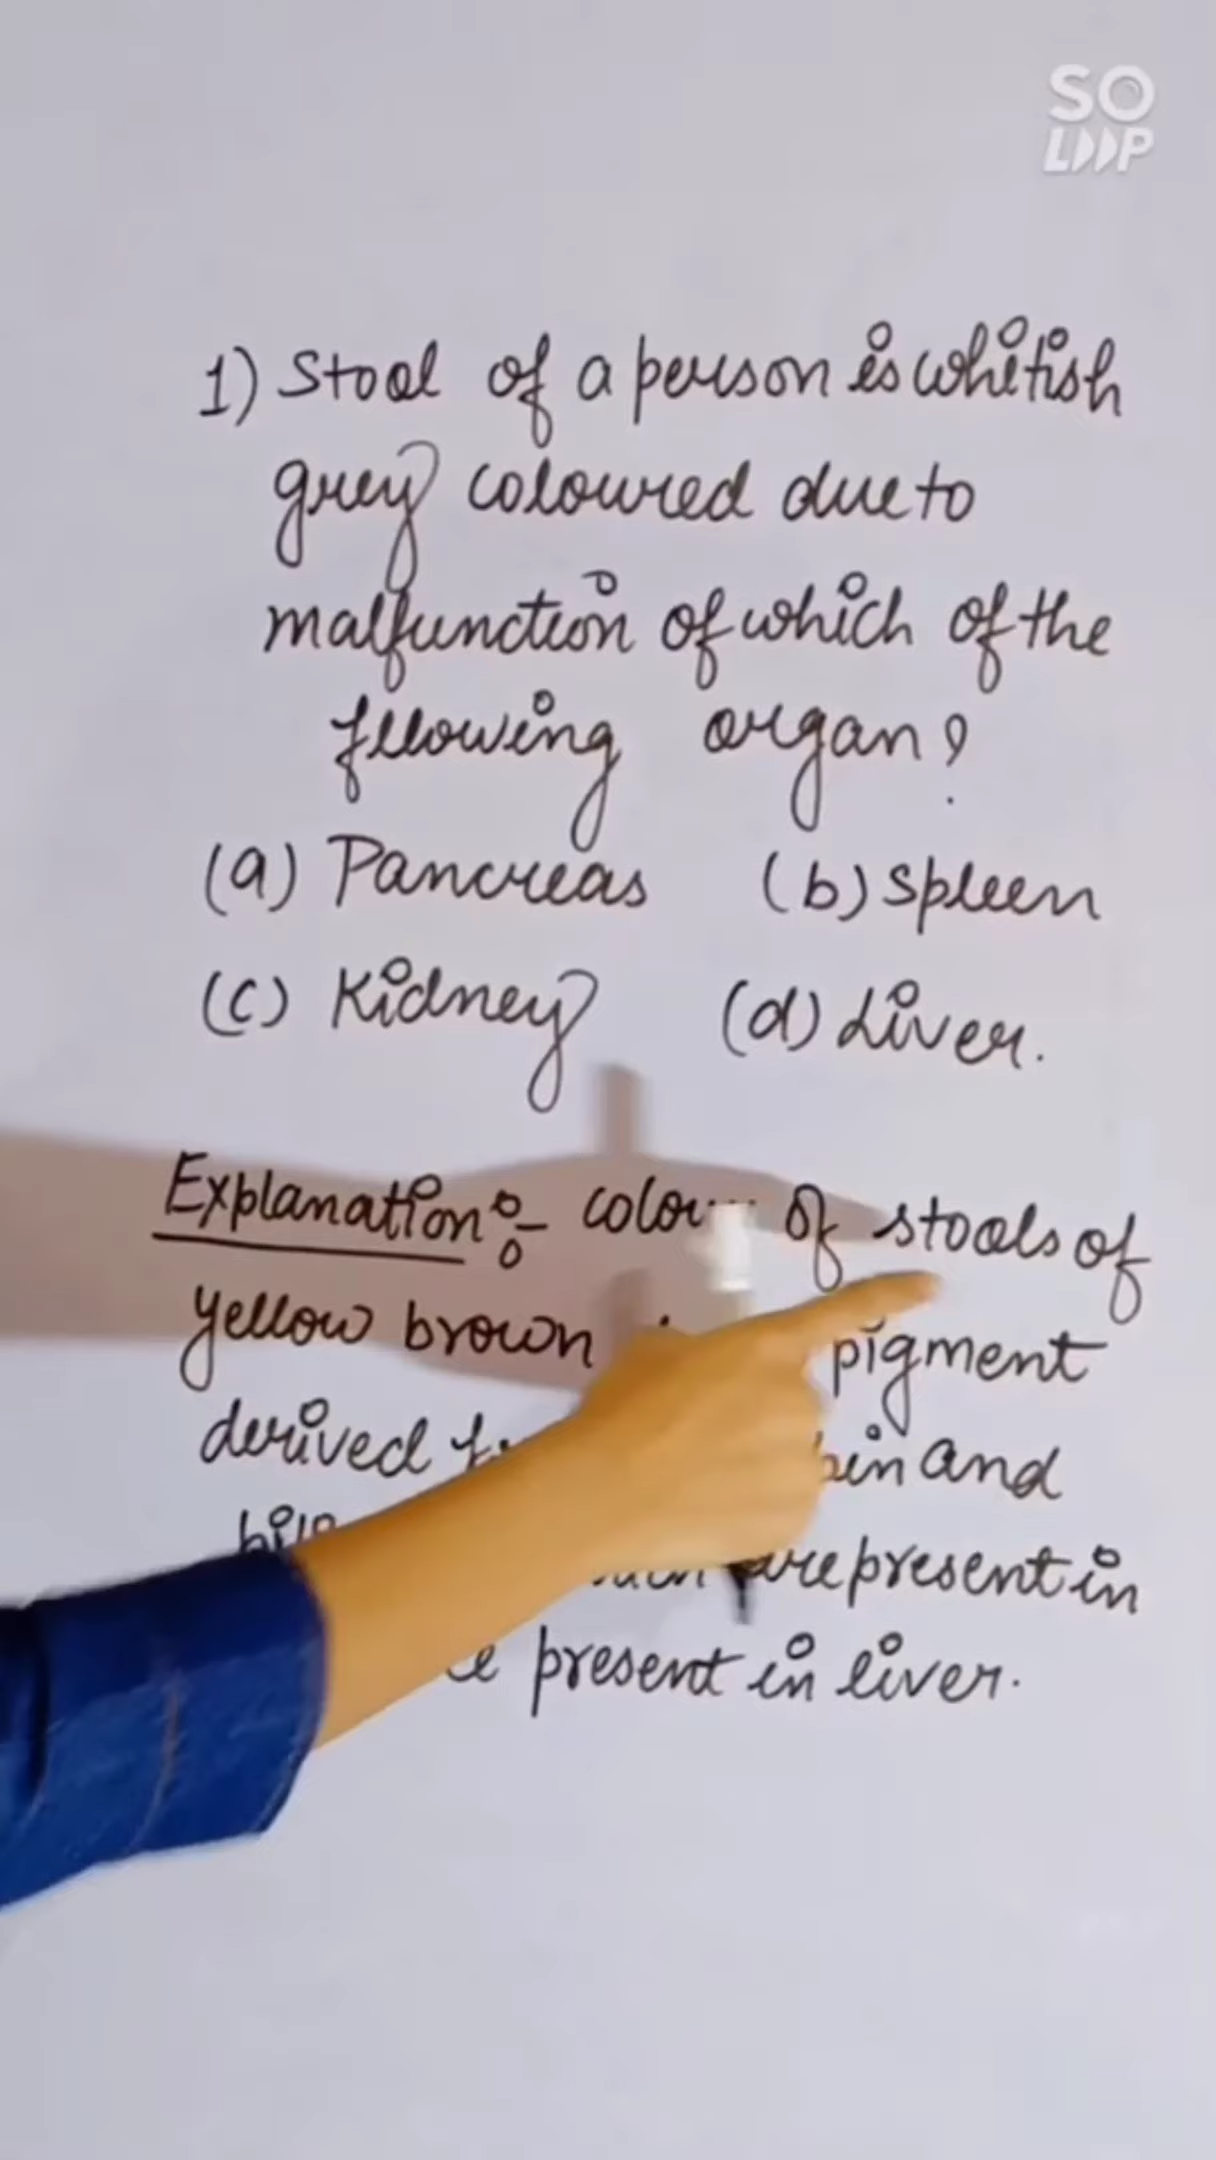 SO
LOOP
1) Stool of a person is whitish
grey coloured due to
malfunction of which of the
fllowing organ?
(a) Pancreas (b) Spleen
(c) Kidney (d) Liver.
Explanation:- colour of stools of
yellow brown pigment
derived and
are present in
present in liver.